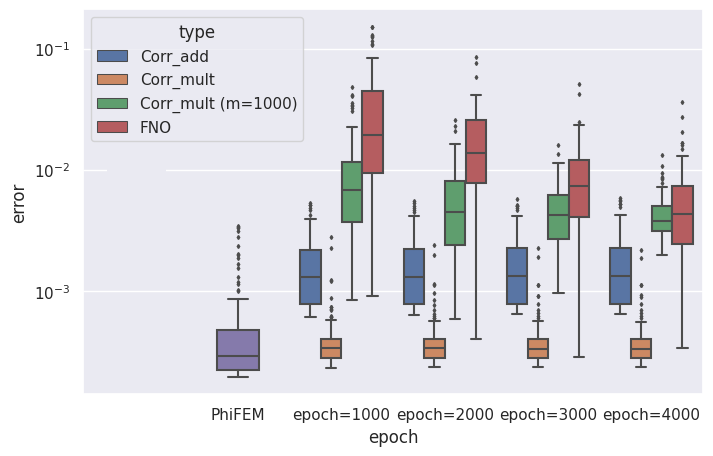 type
Corr_add
Corr_mult
Corr_mult (m=1000)
FNO
10⁻¹
10⁻²
10⁻³
error
PhiFEM epoch=1000 epoch=2000 epoch=3000 epoch=4000
epoch